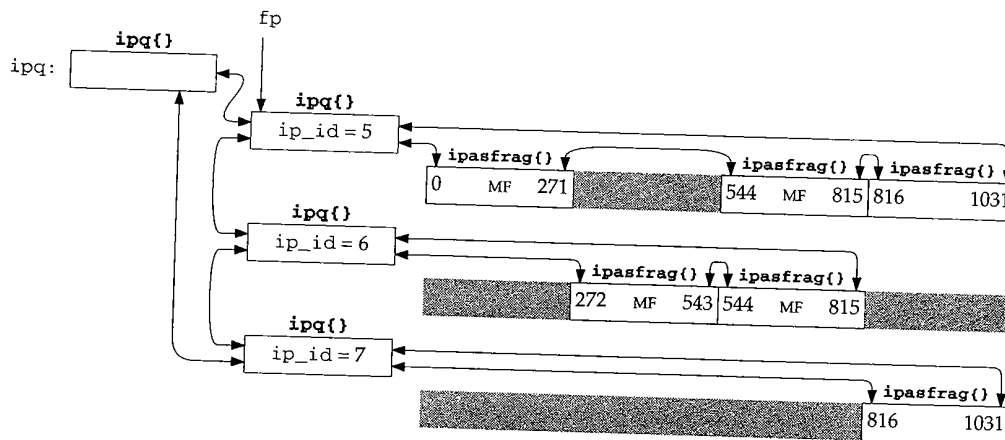 fp
ipq{}
ipq:
ipq{}
ip_id = 5
ipasfrag{}
ipasfrag{}
ipasfrag{}
0 MF 271
544 MF 815
816 1031
ipq{}
ip_id = 6
ipasfrag{}
ipasfrag{}
272 MF 543
544 MF 815
ipq{}
ip_id = 7
ipasfrag{}
816 1031